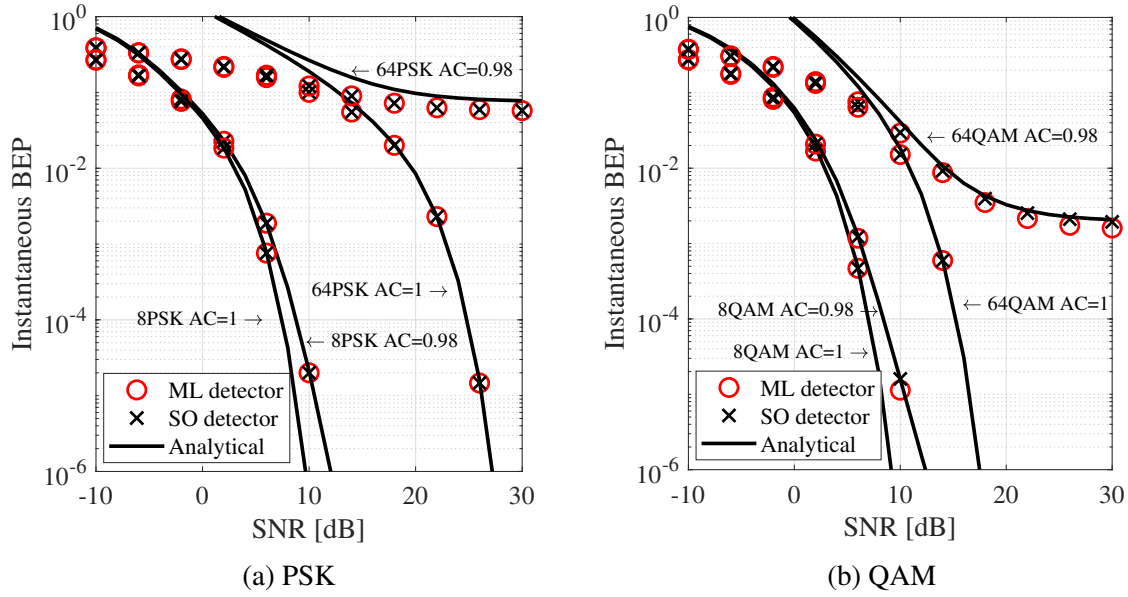 10^0
10^-2
10^-4
10^-6
-10 0 10 20 30
Instantaneous BEP
SNR [dB]
← 64PSK AC=0.98
64PSK AC=1 →
8PSK AC=1 →
← 8PSK AC=0.98
ML detector
SO detector
Analytical
(a) PSK
10^0
10^-2
10^-4
10^-6
-10 0 10 20 30
Instantaneous BEP
SNR [dB]
← 64QAM AC=0.98
← 64QAM AC=1
8QAM AC=0.98 →
8QAM AC=1 →
ML detector
SO detector
Analytical
(b) QAM